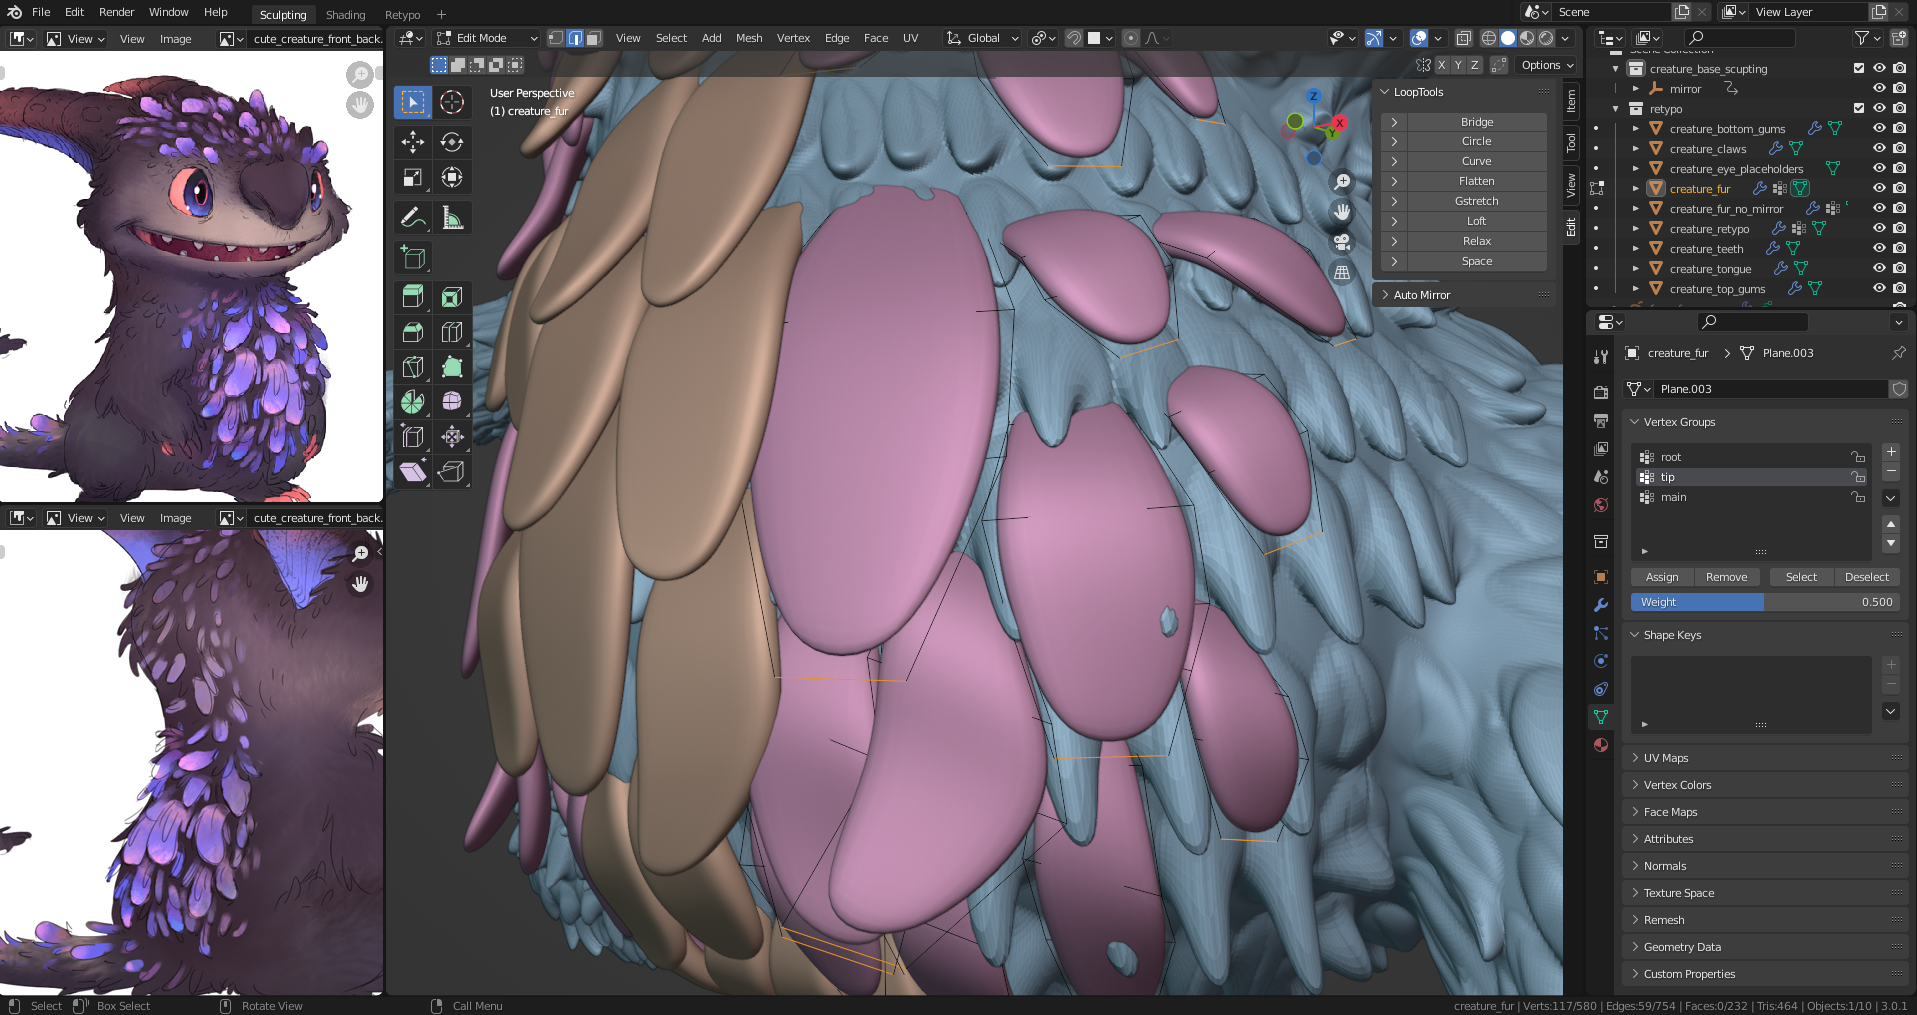 File Edit Render Window Help Sculpting Shading Retypo + Scene View Layer
View View Image cute_creature_front_back.
Edit Mode View Select Add Mesh Vertex Edge Face UV Global
X Y Z Options
User Perspective
(1) creature_fur
Z
X
Y
LoopTools
Bridge
Circle
Curve
Flatten
Gstretch
Loft
Relax
Space
Auto Mirror
Item
Tool
View
Edit
creature_base_scupting
mirror
retypo
creature_bottom_gums
creature_claws
creature_eye_placeholders
creature_fur
creature_fur_no_mirror
creature_retypo
creature_teeth
creature_tongue
creature_top_gums
creature_fur Plane.003
Plane.003
Vertex Groups
root
tip
main
Assign Remove Select Deselect
Weight 0.500
Shape Keys
UV Maps
Vertex Colors
Face Maps
Attributes
Normals
Texture Space
Remesh
Geometry Data
Custom Properties
View View Image cute_creature_front_back.
Select Box Select Rotate View Call Menu
creature_fur | Verts:117/580 | Edges:59/754 | Faces:0/232 | Tris:464 | Objects:1/10 | 3.0.1